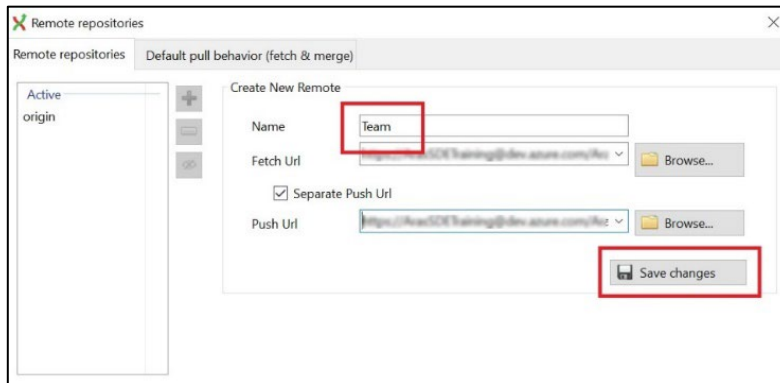 Remote repositories
Remote repositories
Default pull behavior (fetch & merge)
Active
origin
Create New Remote
Name
Team
Fetch Url
Browse...
Separate Push Url
Push Url
Browse...
Save changes